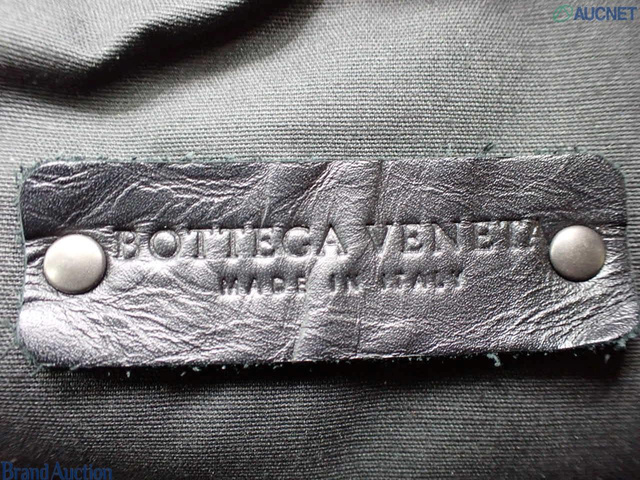 AUCNET
BOTTEGA VENETA
MADE IN ITALY
Brand Auction